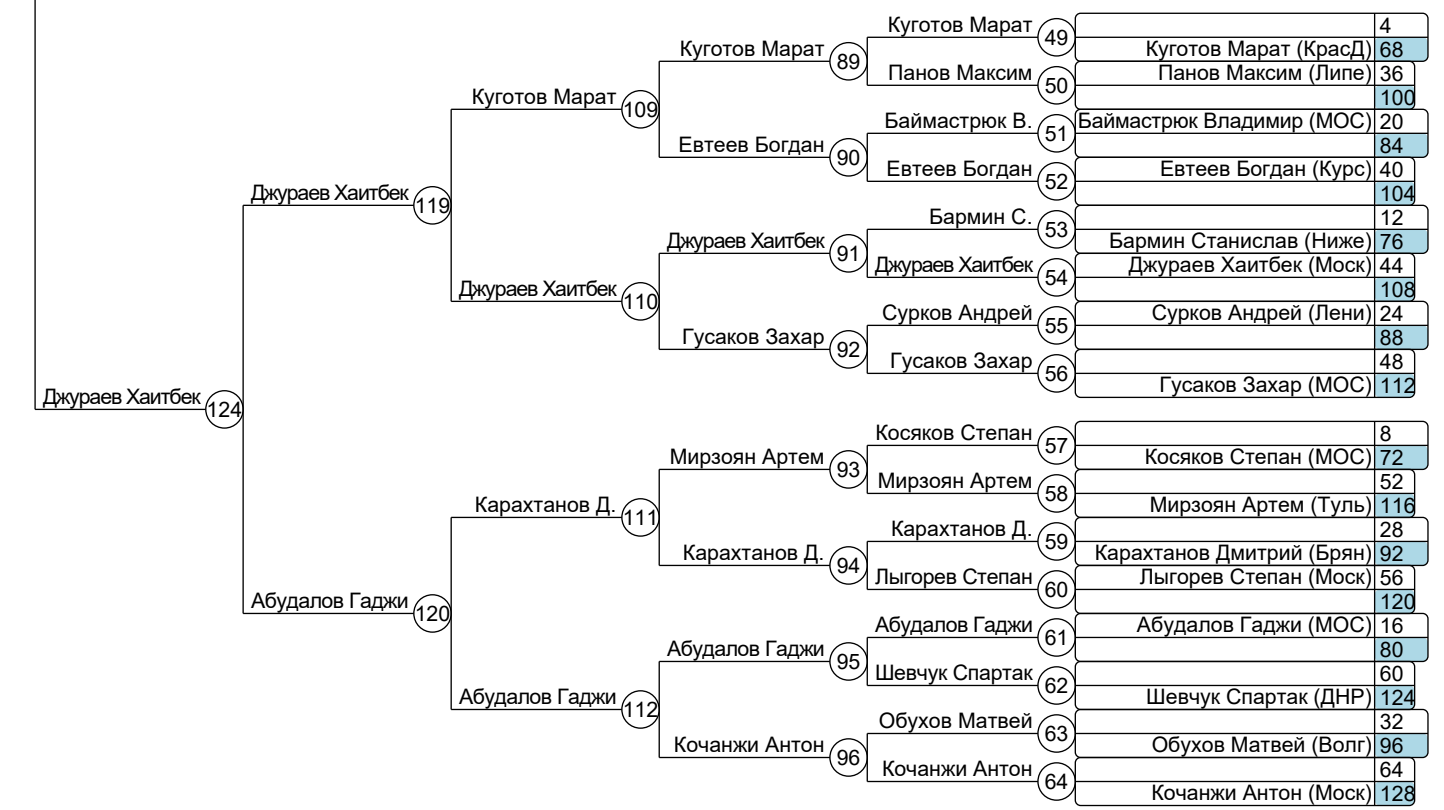 Куготов Марат 49 4
Куготов Марат 89 Куготов Марат (КрасД) 68
Панов Максим 50 Панов Максим (Липе) 36
Куготов Марат 109 100
Баймастрюк В. 51 Баймастрюк Владимир (МОС) 20
Евтеев Богдан 90 84
Евтеев Богдан 52 Евтеев Богдан (Курс) 40
104
Джураев Хаитбек 119
Бармин С. 53 12
Джураев Хаитбек 91 Бармин Станислав (Ниже) 76
Джураев Хаитбек 54 Джураев Хаитбек (Моск) 44
Джураев Хаитбек 110 108
Сурков Андрей 55 Сурков Андрей (Лени) 24
Гусаков Захар 92 88
Гусаков Захар 56 48
Гусаков Захар (МОС) 112
Джураев Хаитбек 124
Косяков Степан 57 8
Мирзоян Артем 93 Косяков Степан (МОС) 72
Мирзоян Артем 58 52
Карахтанов Д. 111 Мирзоян Артем (Туль) 116
Карахтанов Д. 59 28
Карахтанов Д. 94 Карахтанов Дмитрий (Брян) 92
Лыгорев Степан 60 Лыгорев Степан (Моск) 56
120
Абудалов Гаджи 120
Абудалов Гаджи 61 Абудалов Гаджи (МОС) 16
Абудалов Гаджи 95 80
Шевчук Спартак 62 60
Абудалов Гаджи 112 Шевчук Спартак (ДНР) 124
Обухов Матвей 63 32
Кочанжи Антон 96 Обухов Матвей (Волг) 96
Кочанжи Антон 64 64
Кочанжи Антон (Моск) 128